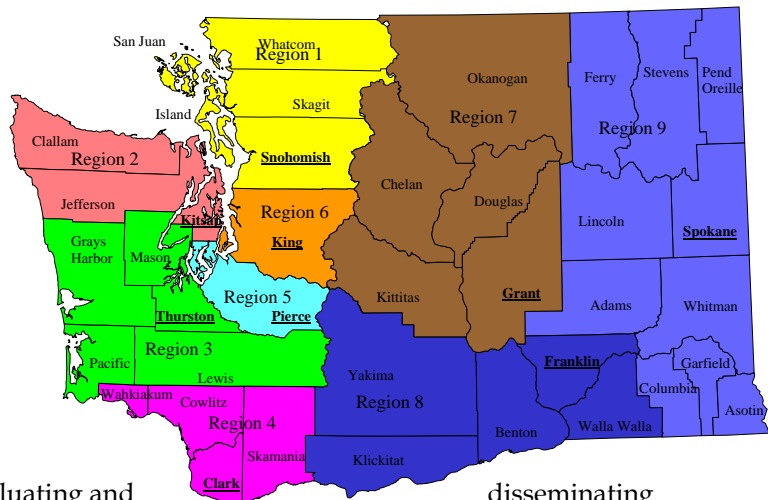 San Juan
Whatcom
Region 1
Okanogan
Ferry
Stevens
Pend
Oreille
Skagit
Island
Region 7
Region 9
Clallam
Region 2
Snohomish
Chelan
Douglas
Jefferson
Kitsap
Region 6
King
Lincoln
Spokane
Grays
Harbor
Mason
Region 5
Kittitas
Grant
Adams
Whitman
Thurston
Pierce
Pacific
Region 3
Lewis
Yakima
Franklin
Garfield
Columbia
Wahkiakum
Cowlitz
Region 8
Asotin
Region 4
Benton
Walla Walla
Skamania
Klickitat
Clark
luating and
disseminating